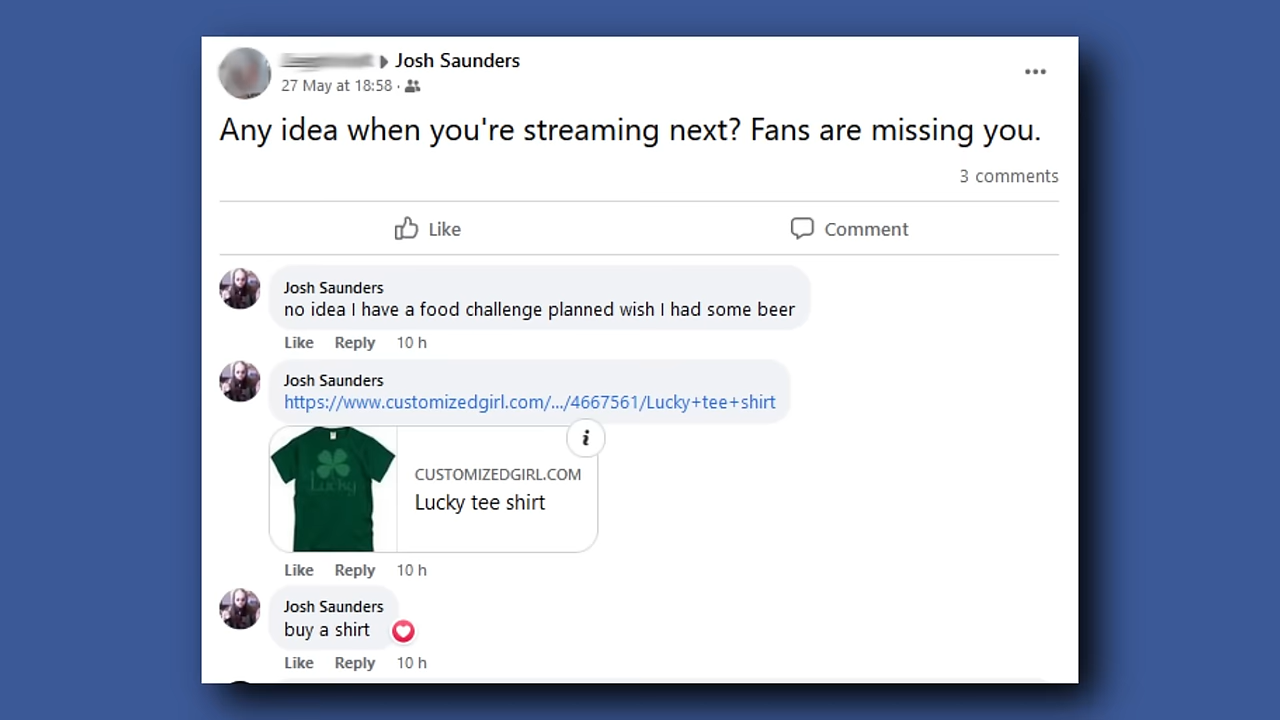 Josh Saunders
27 May at 18:58 ·
Any idea when you're streaming next? Fans are missing you.
3 comments
Like Comment
Josh Saunders
no idea I have a food challenge planned wish I had some beer
Like Reply 10 h
Josh Saunders
https://www.customizedgirl.com/.../4667561/Lucky+tee+shirt
i
Lucky
CUSTOMIZEDGIRL.COM
Lucky tee shirt
Like Reply 10 h
Josh Saunders
buy a shirt
Like Reply 10 h